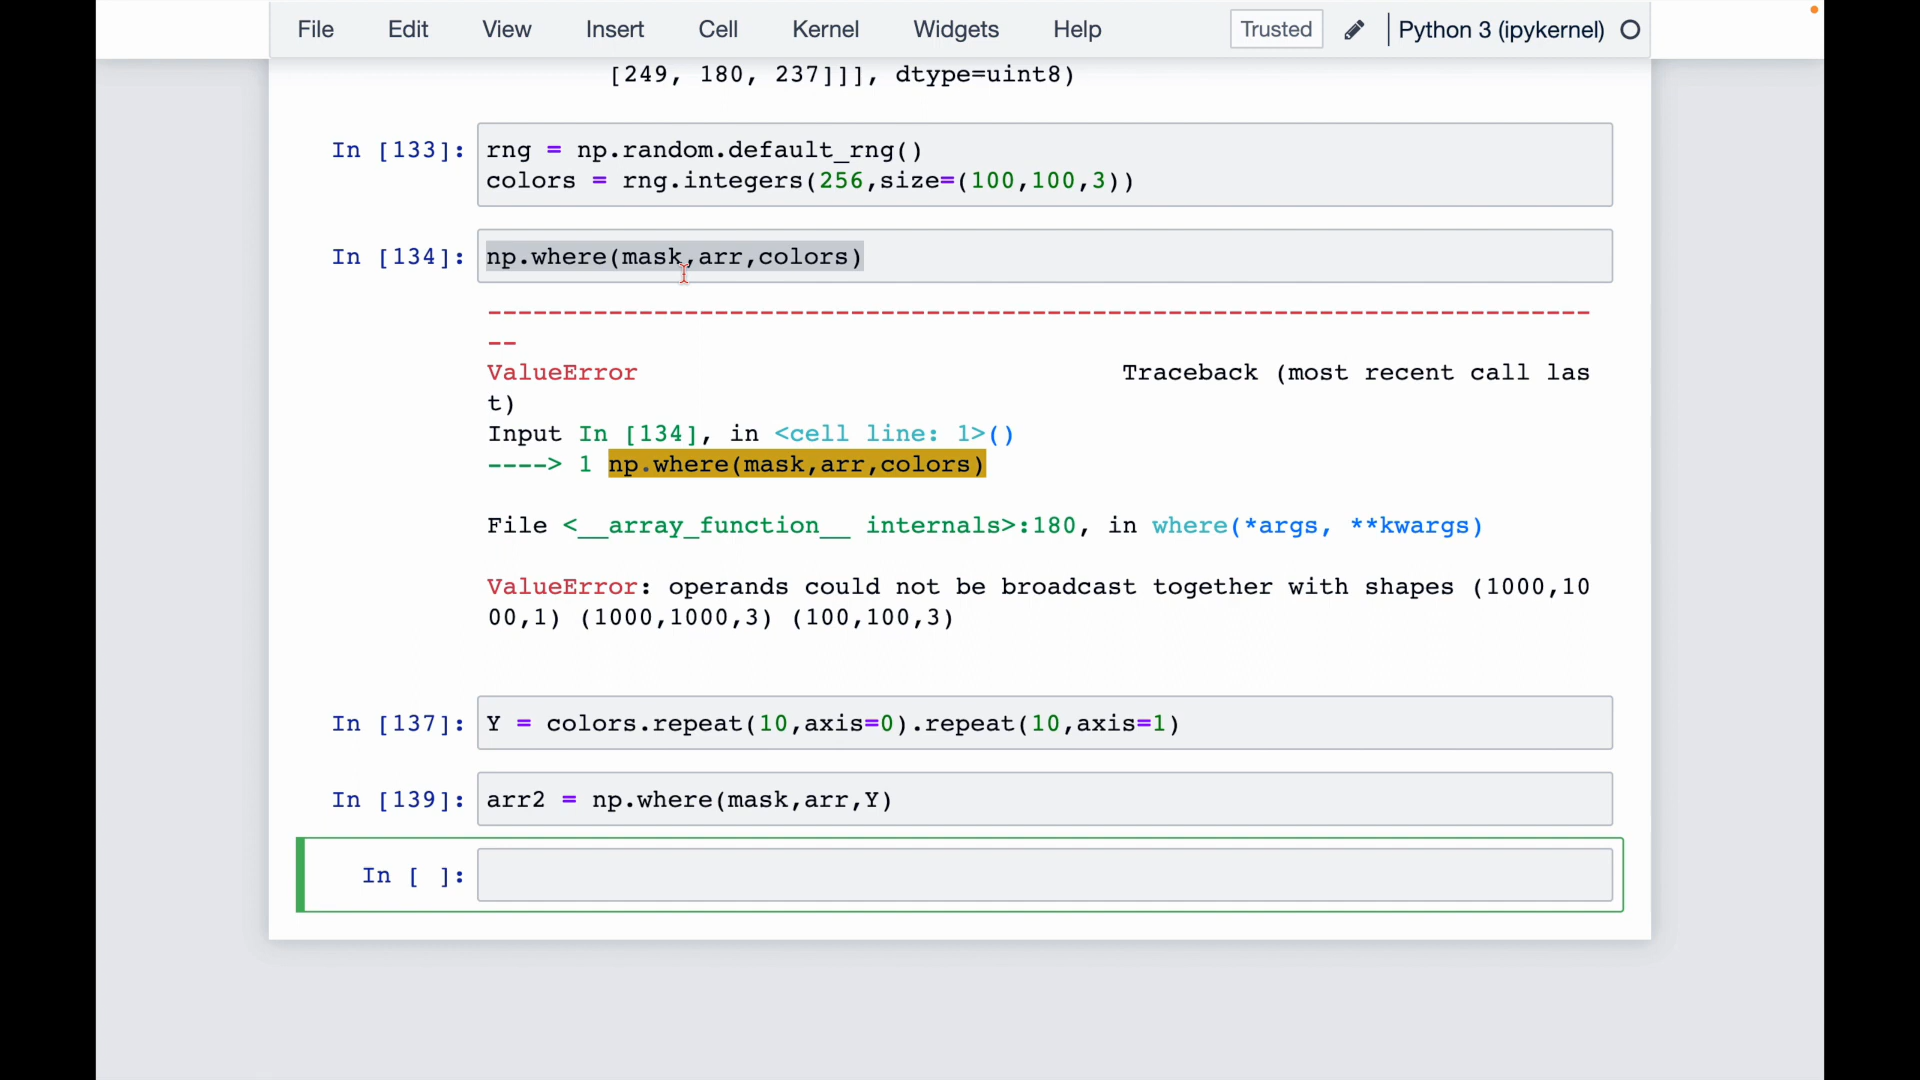 File Edit View Insert Cell Kernel Widgets Help Trusted Python 3 (ipykernel)
[249, 180, 237]]], dtype=uint8)
In [133]: rng = np.random.default_rng()
colors = rng.integers(256,size=(100,100,3))
In [134]: np.where(mask,arr,colors)
---------------------------------------------------------------------------
--
ValueError Traceback (most recent call las
t)
Input In [134], in <cell line: 1>()
----> 1 np.where(mask,arr,colors)
File <__array_function__ internals>:180, in where(*args, **kwargs)
ValueError: operands could not be broadcast together with shapes (1000,10
00,1) (1000,1000,3) (100,100,3)
In [137]: Y = colors.repeat(10,axis=0).repeat(10,axis=1)
In [139]: arr2 = np.where(mask,arr,Y)
In [ ]: